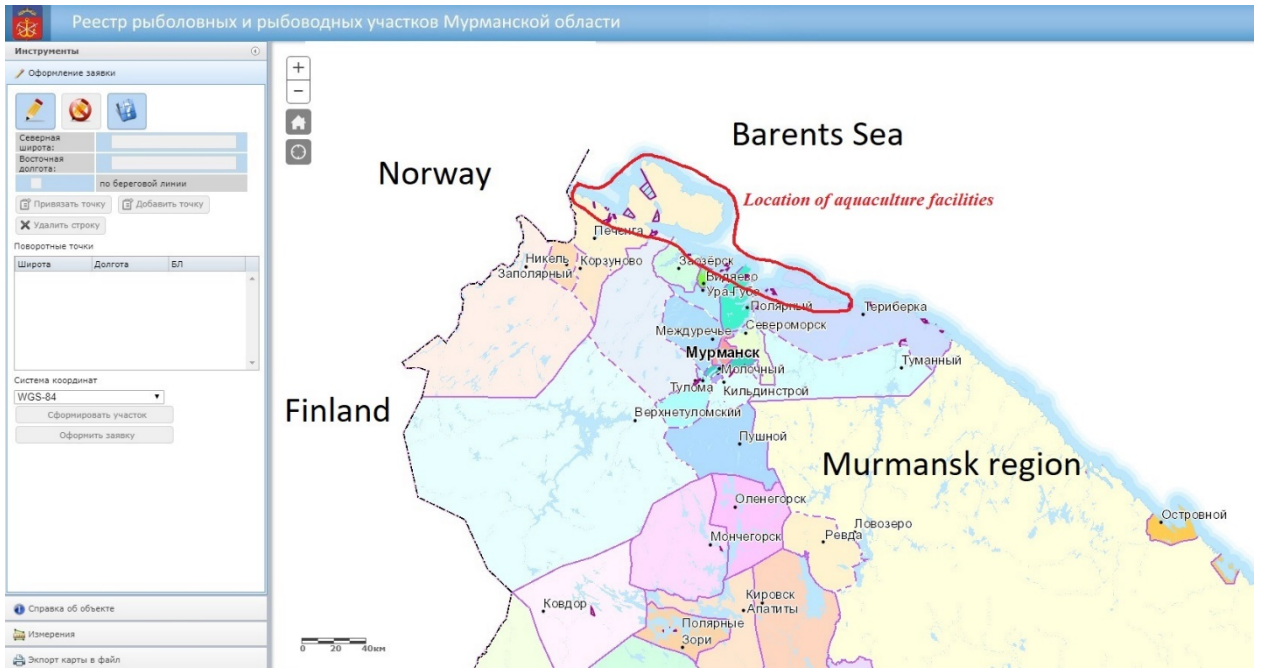 Реестр рыболовных и рыбоводных участков Мурманской области
Инструменты
Оформление заявки
Северная
широта:
Восточная
долгота:
по береговой линии
Привязать точку
Добавить точку
Удалить строку
Поворотные точки
Широта
Долгота
БЛ
Система координат
WGS-84
Сформировать участок
Оформить заявку
Справка об объекте
Измерения
Экспорт карты в файл
+
−
Barents Sea
Norway
Location of aquaculture facilities
Печенга
Никель
Корзуново
Заполярный
Заозёрск
Видяево
Ура-Губа
Полярный
Териберка
Североморск
Междуречье
Мурманск
Туманный
Молочный
Тулома
Кильдинстрой
Finland
Верхнетуломский
Пушной
Murmansk region
Оленегорск
Островной
Ловозеро
Мончегорск
Ревда
Кировск
Апатиты
Ковдор
Полярные
Зори
0 20 40км